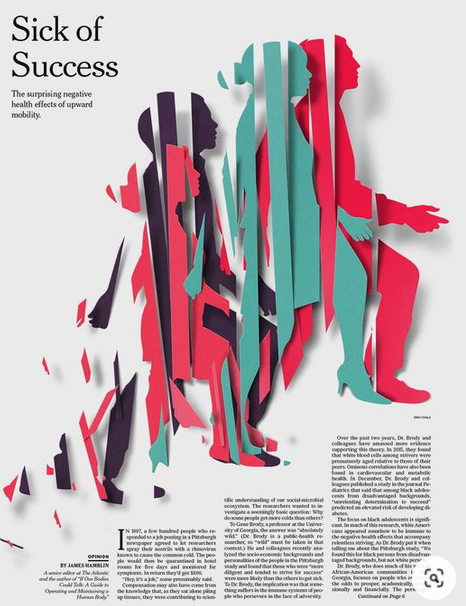 Sick of
Success
The surprising negative
health effects of upward
mobility.
OPINION
BY JAMES HAMBLIN
A senior editor at The Atlantic
and the author of "If Our Bodies
Could Talk: A Guide to
Operating and Maintaining a
Human Body."
IN 1997, a few hundred people who re-
sponded to a job posting in a Pittsburgh
newspaper agreed to let researchers
spray their nostrils with a rhinovirus
known to cause the common cold. The peo-
ple would then be quarantined in hotel
rooms for five days and monitored for
symptoms. In return they'd get $800.
"Hey, it's a job," some presumably said.
Compensation may also have come from
the knowledge that, as they sat alone piling
up tissues, they were contributing to scien-
tific understanding of our social-microbial
ecosystem. The researchers wanted to in-
vestigate a seemingly basic question: Why
do some people get more colds than others?
To Gene Brody, a professor at the Univer-
sity of Georgia, the answer was "absolutely
wild." (Dr. Brody is a public-health re-
searcher, so "wild" must be taken in that
context.) He and colleagues recently ana-
lyzed the socio-economic backgrounds and
personalities of the people in the Pittsburgh
study and found that those who were "more
diligent and tended to strive for success"
were more likely than the others to get sick.
To Dr. Brody, the implication was that some-
thing suffers in the immune systems of peo-
ple who persevere in the face of adversity.
Over the past two years, Dr. Brody and
colleagues have amassed more evidence
supporting this theory. In 2015, they found
that white blood cells among strivers were
prematurely aged relative to those of their
peers. Ominous correlations have also been
found in cardiovascular and metabolic
health. In December, Dr. Brody and col-
leagues published a study in the journal Pe-
diatrics that said that among black adoles-
cents from disadvantaged backgrounds,
"unrelenting determination to succeed"
predicted an elevated risk of developing di-
abetes.
The focus on black adolescents is signifi-
cant. In much of this research, white Ameri-
cans appeared somehow to be immune to
the negative health effects that accompany
relentless striving. As Dr. Brody put it when
telling me about the Pittsburgh study, "We
found this for black persons from disadvan-
taged backgrounds, but not white pers
Dr. Brody, who does much of his w
African-American communities i
Georgia, focuses on people who o
the odds to prosper, academically,
tionally and financially. The pers
Continued on Page 6